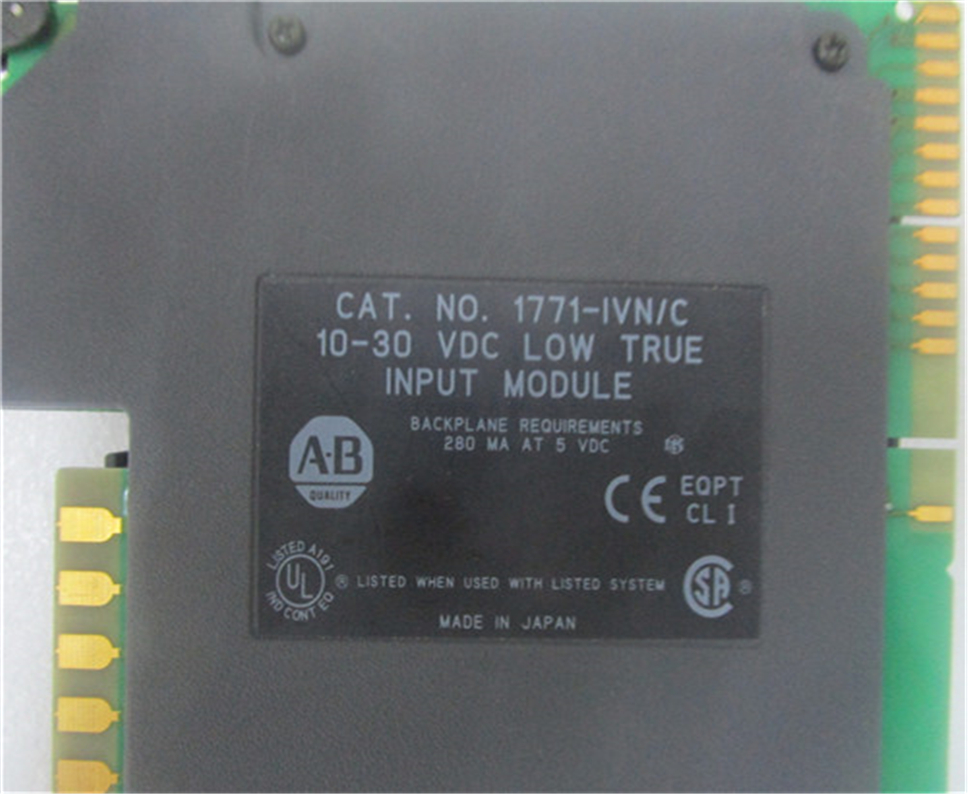 CAT. NO. 1771-IVN/C
10-30 VDC LOW TRUE
INPUT MODULE
BACKPLANE REQUIREMENTS
280 MA AT 5 VDC
A-B
QUALITY
CE EQPT
CL I
LISTED A191
UL
IND CONT EQ
® LISTED WHEN USED WITH LISTED SYSTEM
SA ®
MADE IN JAPAN